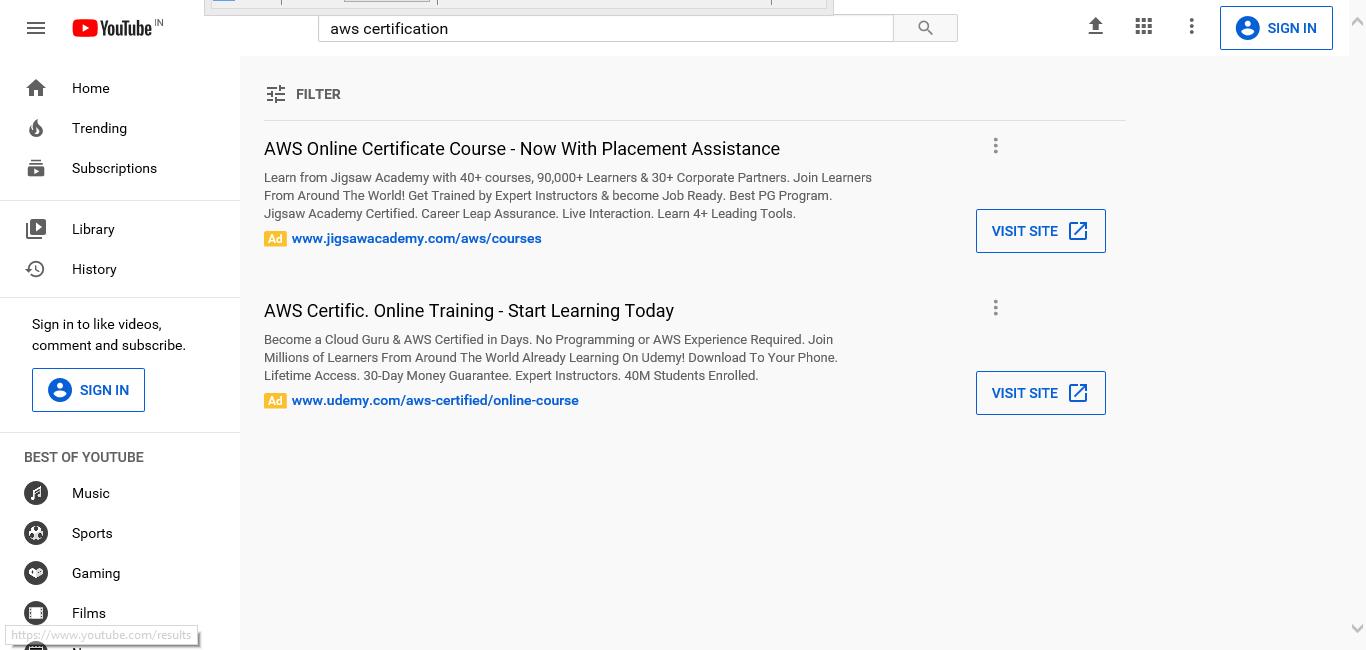 YouTube IN
aws certification
SIGN IN
Home
Trending
Subscriptions
Library
History
Sign in to like videos,
comment and subscribe.
SIGN IN
BEST OF YOUTUBE
Music
Sports
Gaming
Films
https://www.youtube.com/results
FILTER
AWS Online Certificate Course - Now With Placement Assistance
Learn from Jigsaw Academy with 40+ courses, 90,000+ Learners & 30+ Corporate Partners. Join Learners
From Around The World! Get Trained by Expert Instructors & become Job Ready. Best PG Program.
Jigsaw Academy Certified. Career Leap Assurance. Live Interaction. Learn 4+ Leading Tools.
Ad www.jigsawacademy.com/aws/courses
VISIT SITE
AWS Certific. Online Training - Start Learning Today
Become a Cloud Guru & AWS Certified in Days. No Programming or AWS Experience Required. Join
Millions of Learners From Around The World Already Learning On Udemy! Download To Your Phone.
Lifetime Access. 30-Day Money Guarantee. Expert Instructors. 40M Students Enrolled.
Ad www.udemy.com/aws-certified/online-course
VISIT SITE